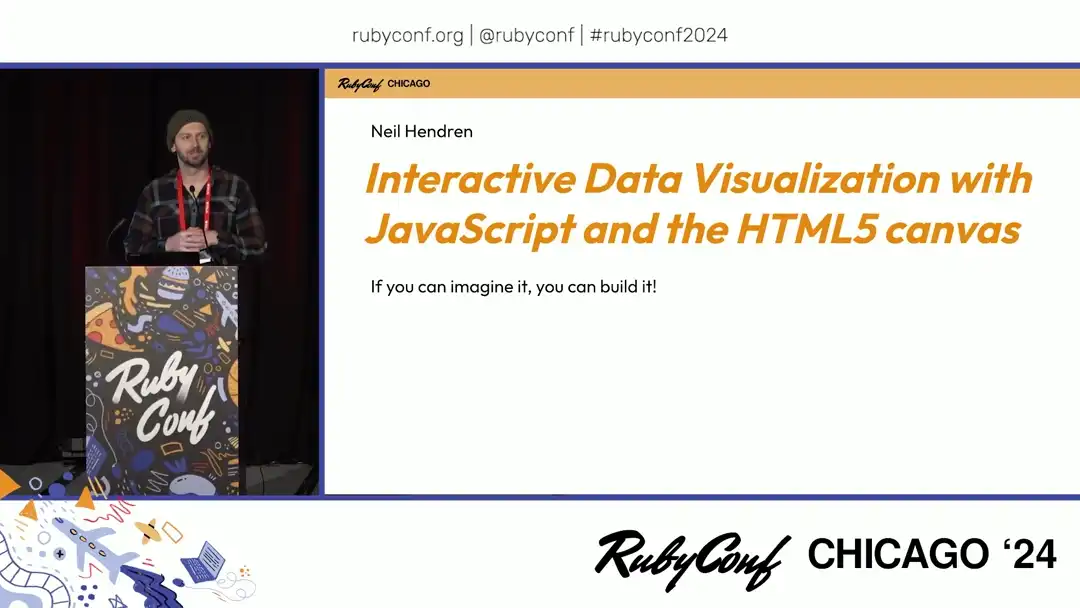 rubyconf.org | @rubyconf | #rubyconf2024
RubyConf CHICAGO
Neil Hendren
Interactive Data Visualization with
JavaScript and the HTML5 canvas
If you can imagine it, you can build it!
Ruby
Conf
RubyConf CHICAGO ‘24